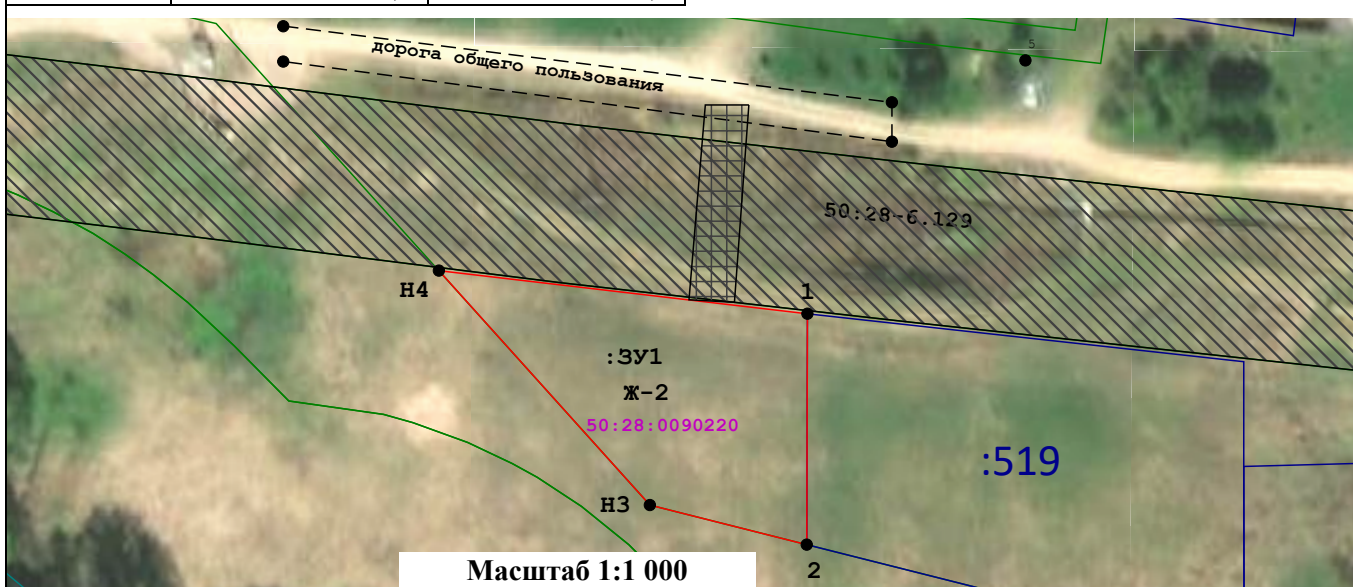 5
дорога общего пользования
50:28-6.129
Н4
1
:ЗУ1
Ж-2
50:28:0090220
:519
Н3
Масштаб 1:1 000
2